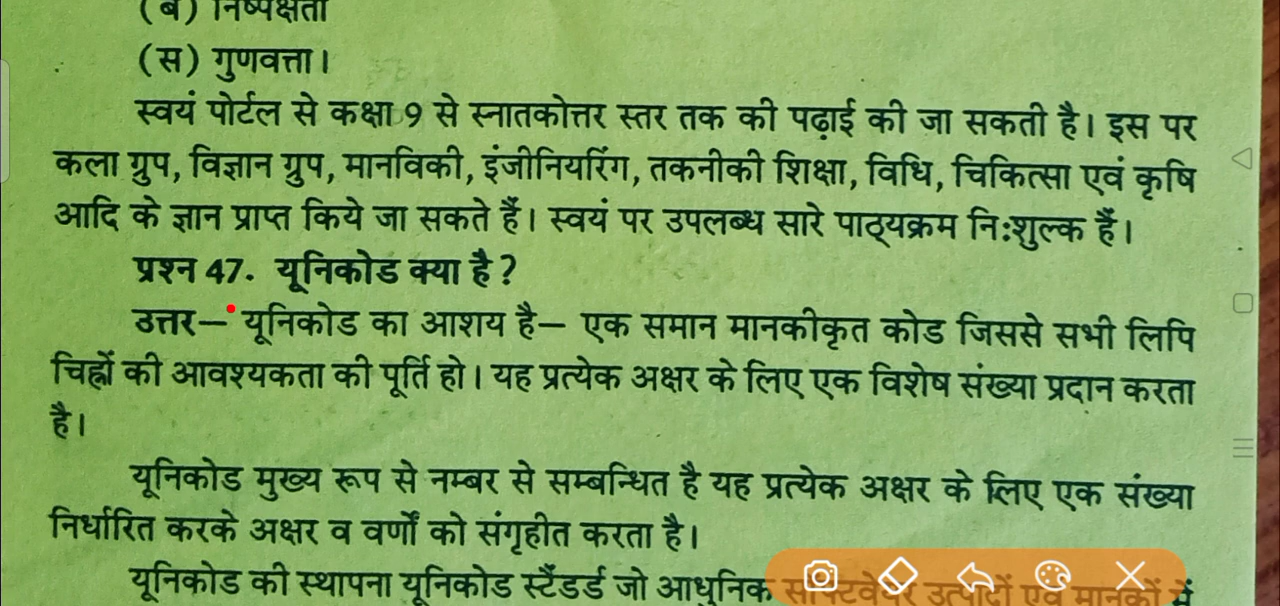 (ब) निष्पक्षता
(स) गुणवत्ता।
स्वयं पोर्टल से कक्षा 9 से स्नातकोत्तर स्तर तक की पढ़ाई की जा सकती है। इस पर
कला ग्रुप, विज्ञान ग्रुप, मानविकी, इंजीनियरिंग, तकनीकी शिक्षा, विधि, चिकित्सा एवं कृषि
आदि के ज्ञान प्राप्त किये जा सकते हैं। स्वयं पर उपलब्ध सारे पाठ्यक्रम नि:शुल्क हैं।
प्रश्न 47. यूनिकोड क्या है?
उत्तर— यूनिकोड का आशय है— एक समान मानकीकृत कोड जिससे सभी लिपि
चिह्नों की आवश्यकता की पूर्ति हो। यह प्रत्येक अक्षर के लिए एक विशेष संख्या प्रदान करता
है।
यूनिकोड मुख्य रूप से नम्बर से सम्बन्धित है यह प्रत्येक अक्षर के लिए एक संख्या
निर्धारित करके अक्षर व वर्णों को संगृहीत करता है।
यूनिकोड की स्थापना यूनिकोड स्टैंडर्ड जो आधुनिक सॉफ्टवेयर उत्पादों एवं मानकों में